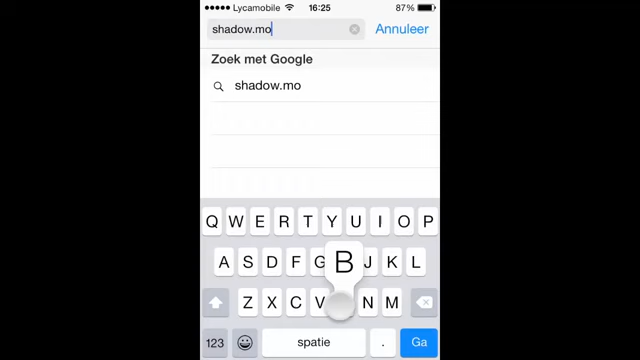 Lycamobile 16:25 87%
shadow.mo Annuleer
Zoek met Google
shadow.mo
Q W E R T Y U I O P
A S D F G B J K L
Z X C V N M
123 spatie . Ga